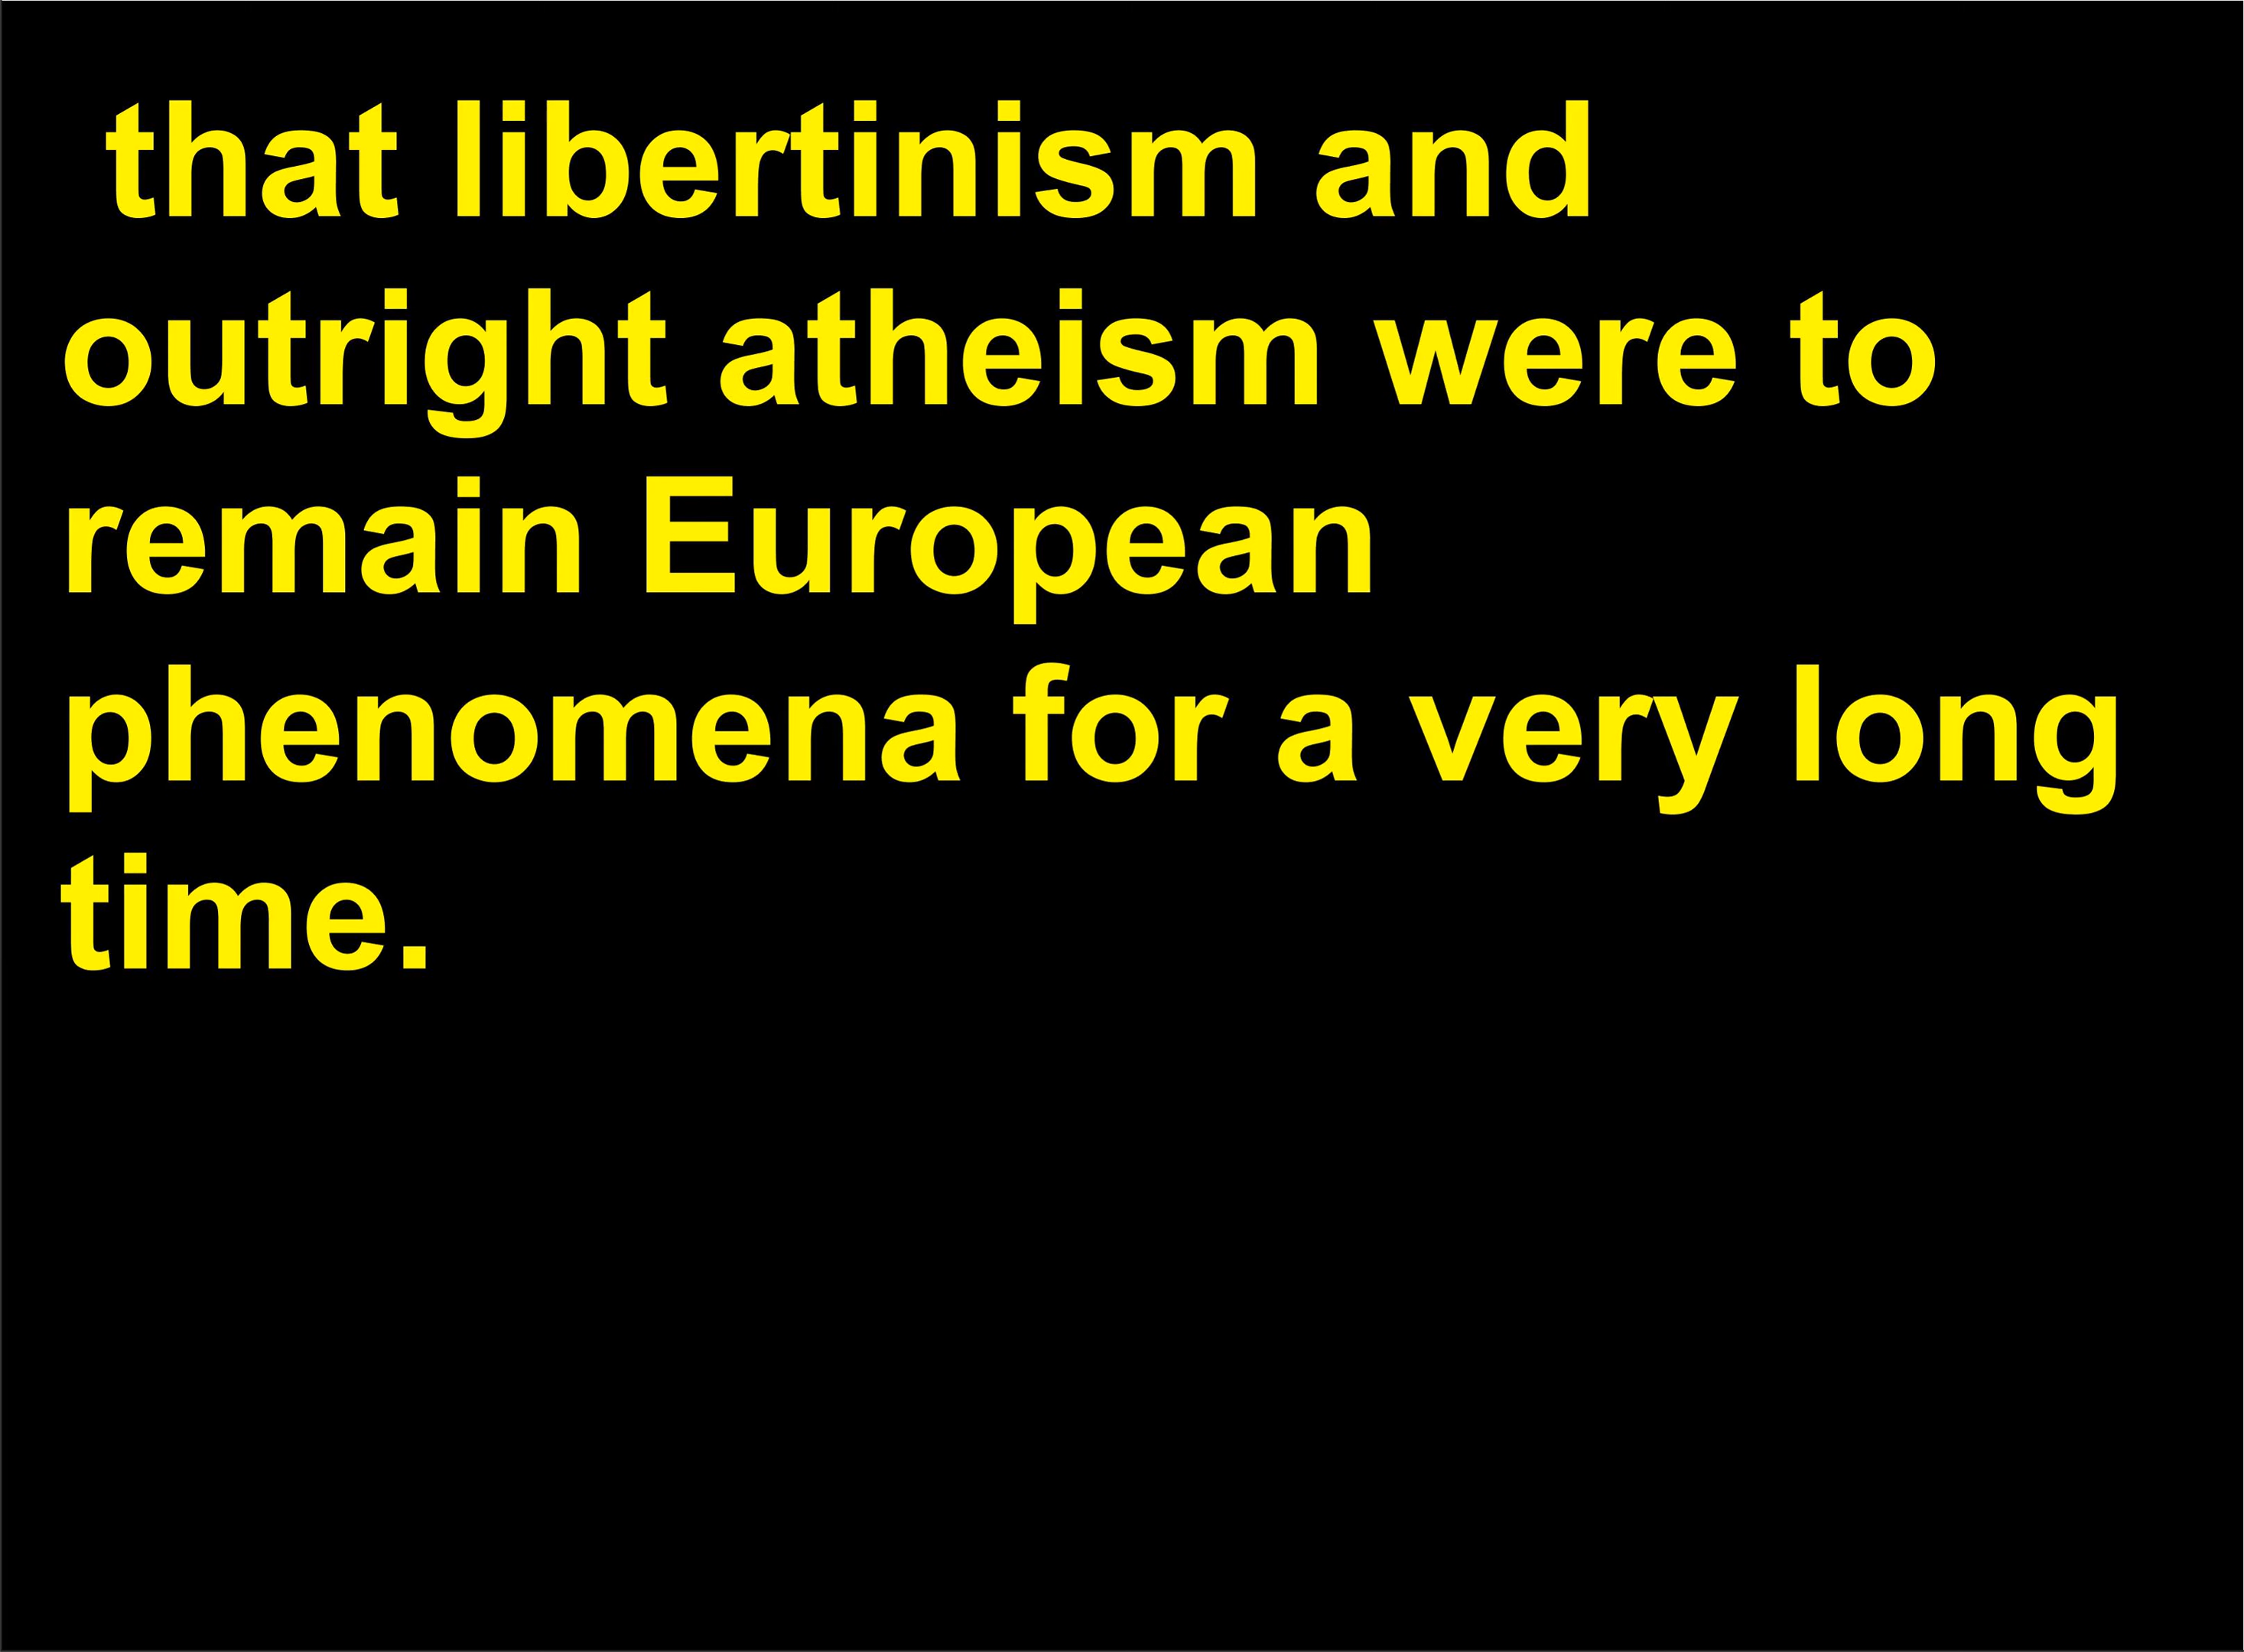 that libertinism and
outright atheism were to
remain European
phenomena for a very long
time.